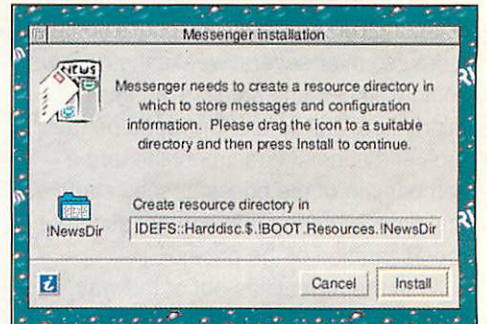 Messenger installation
NEWS
Messenger needs to create a resource directory in
which to store messages and configuration
information. Please drag the icon to a suitable
directory and then press Install to continue.
Create resource directory in
!NewsDir
IDEFS::Harddisc.$.!BOOT.Resources.!NewsDir
Cancel
Install